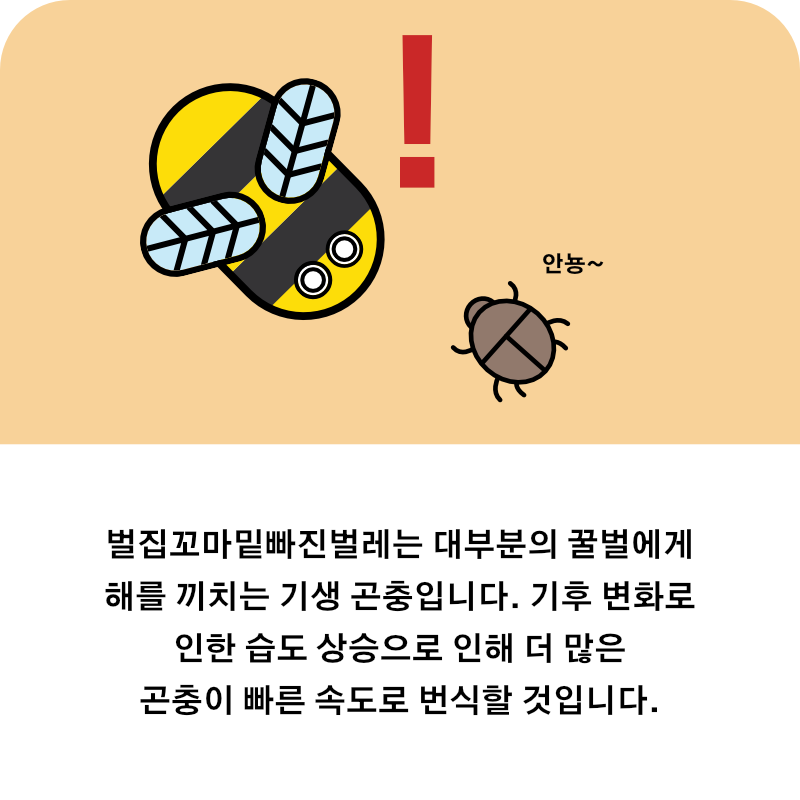 !
안뇽~
벌집꼬마밑빠진벌레는 대부분의 꿀벌에게
해를 끼치는 기생 곤충입니다. 기후 변화로
인한 습도 상승으로 인해 더 많은
곤충이 빠른 속도로 번식할 것입니다.